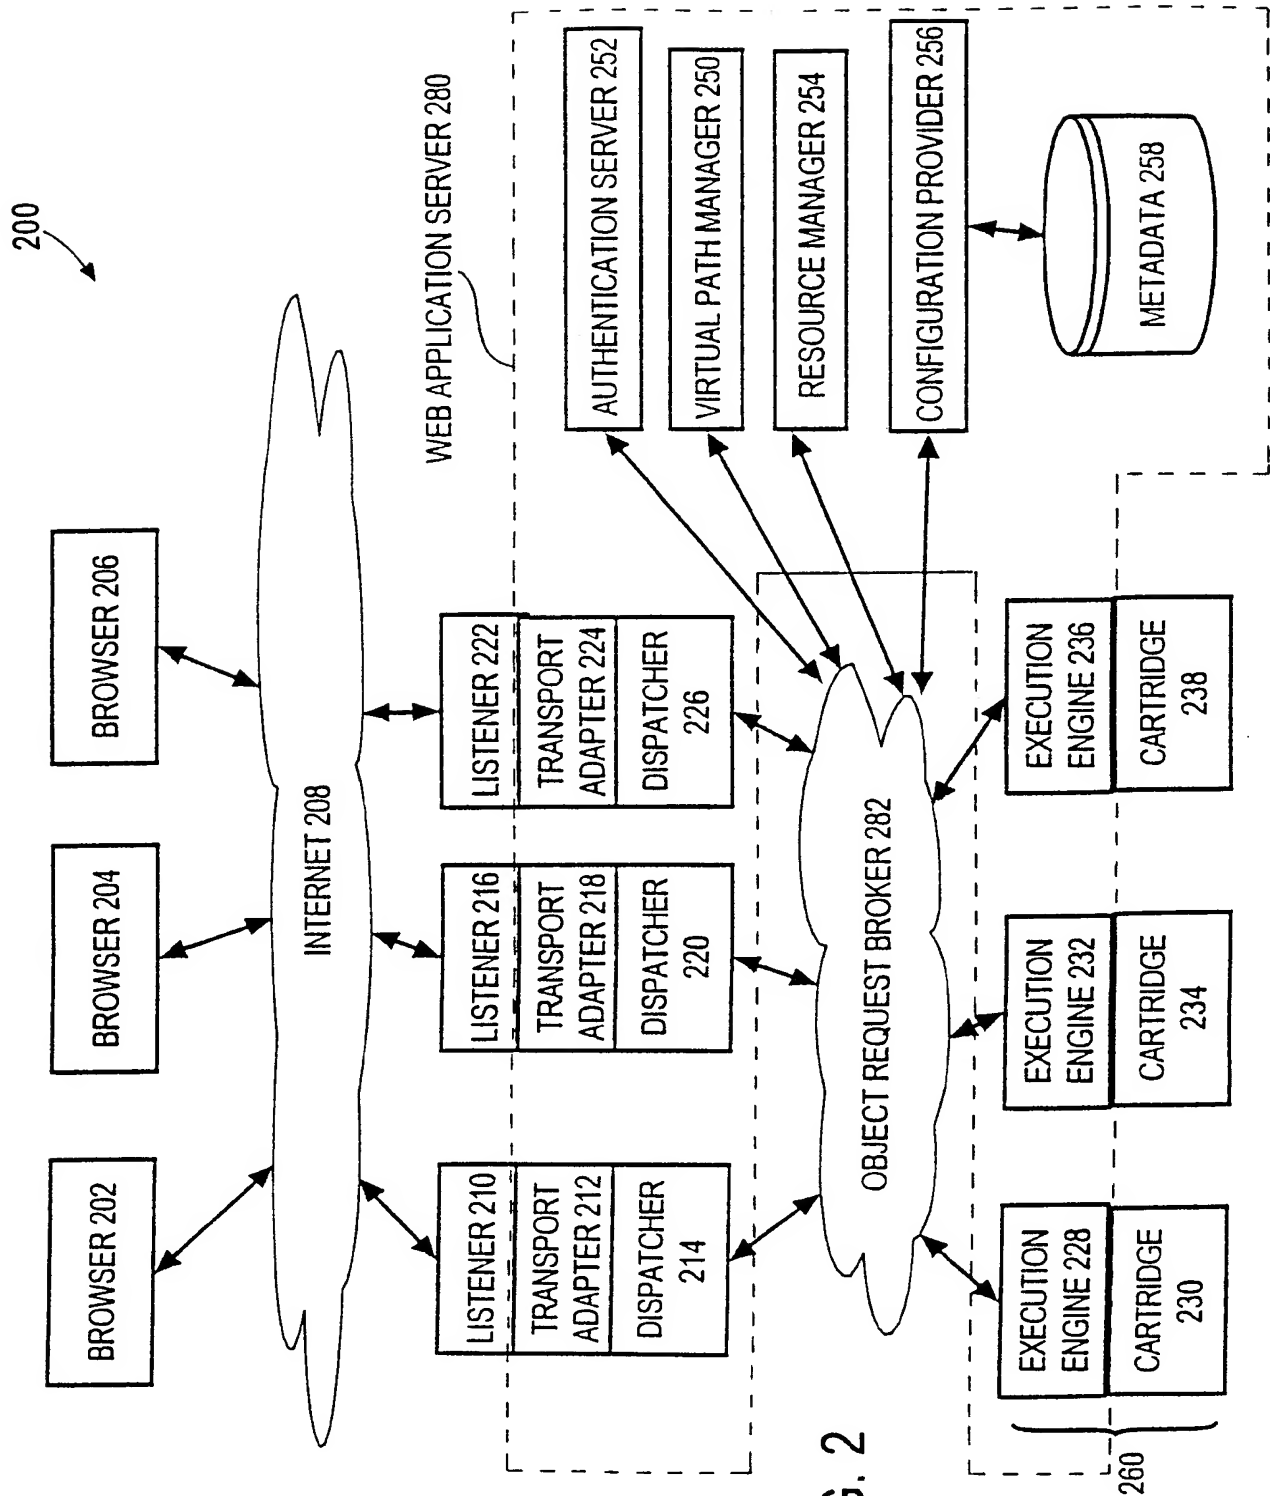 200
BROWSER 202
BROWSER 204
BROWSER 206
INTERNET 208
WEB APPLICATION SERVER 280
LISTENER 210
TRANSPORT
ADAPTER 212
DISPATCHER
214
LISTENER 216
TRANSPORT
ADAPTER 218
DISPATCHER
220
LISTENER 222
TRANSPORT
ADAPTER 224
DISPATCHER
226
AUTHENTICATION SERVER 252
VIRTUAL PATH MANAGER 250
RESOURCE MANAGER 254
CONFIGURATION PROVIDER 256
METADATA 258
OBJECT REQUEST BROKER 282
EXECUTION
ENGINE 228
CARTRIDGE
230
EXECUTION
ENGINE 232
CARTRIDGE
234
EXECUTION
ENGINE 236
CARTRIDGE
238
260
G. 2